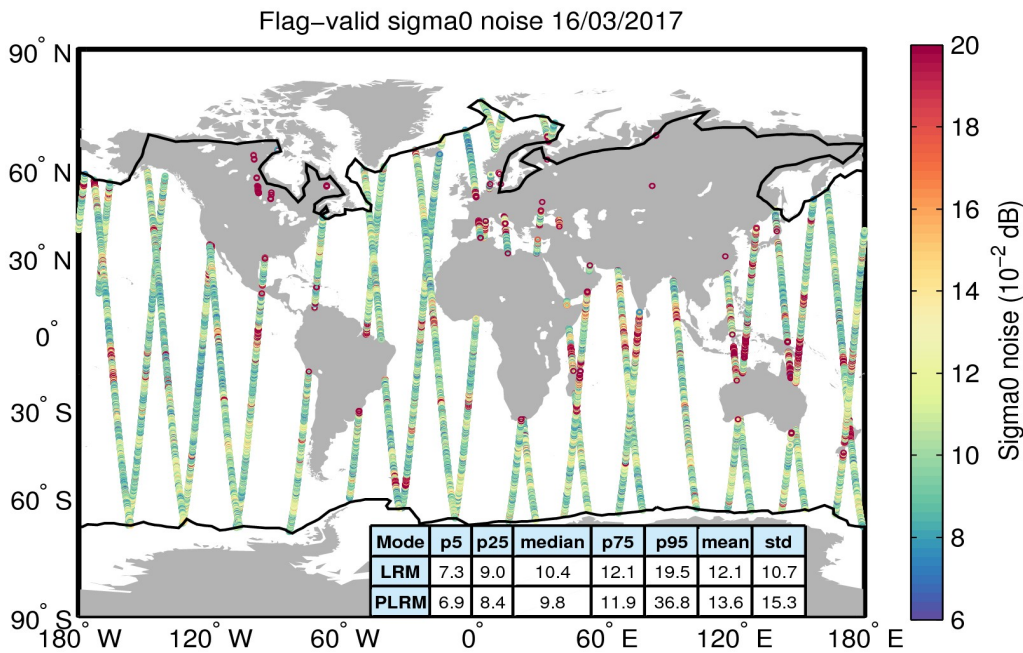 Flag−valid sigma0 noise 16/03/2017
90° N
60° N
30° N
0°
30° S
60° S
90° S
180° W
120° W
60° W
0°
60° E
120° E
180° E
Mode p5 p25 median p75 p95 mean std
LRM 7.3 9.0 10.4 12.1 19.5 12.1 10.7
PLRM 6.9 8.4 9.8 11.9 36.8 13.6 15.3
20
18
16
14
12
10
8
6
Sigma0 noise (10⁻² dB)